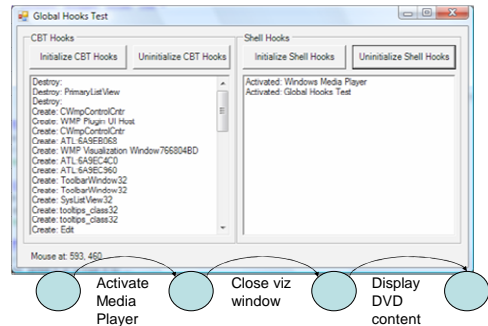 Global Hooks Test
CBT Hooks
Initialize CBT Hooks
Uninitialize CBT Hooks
Destroy:
Destroy: PrimaryListView
Destroy:
Create: CWmpControlCntr
Create: WMP Plugin UI Host
Create: CWmpControlCntr
Create: ATL:6A9EB068
Create: WMP Visualization Window766804BD
Create: ATL:6A9EC4C0
Create: ATL:6A9EC960
Create: ToolbarWindow32
Create: ToolbarWindow32
Create: SysListView32
Create: tooltips_class32
Create: tooltips_class32
Create: Edit
Shell Hooks
Initialize Shell Hooks
Uninitialize Shell Hooks
Activated: Windows Media Player
Activated: Global Hooks Test
Mouse at: 593, 460
Activate
Media
Player
Close viz
window
Display
DVD
content